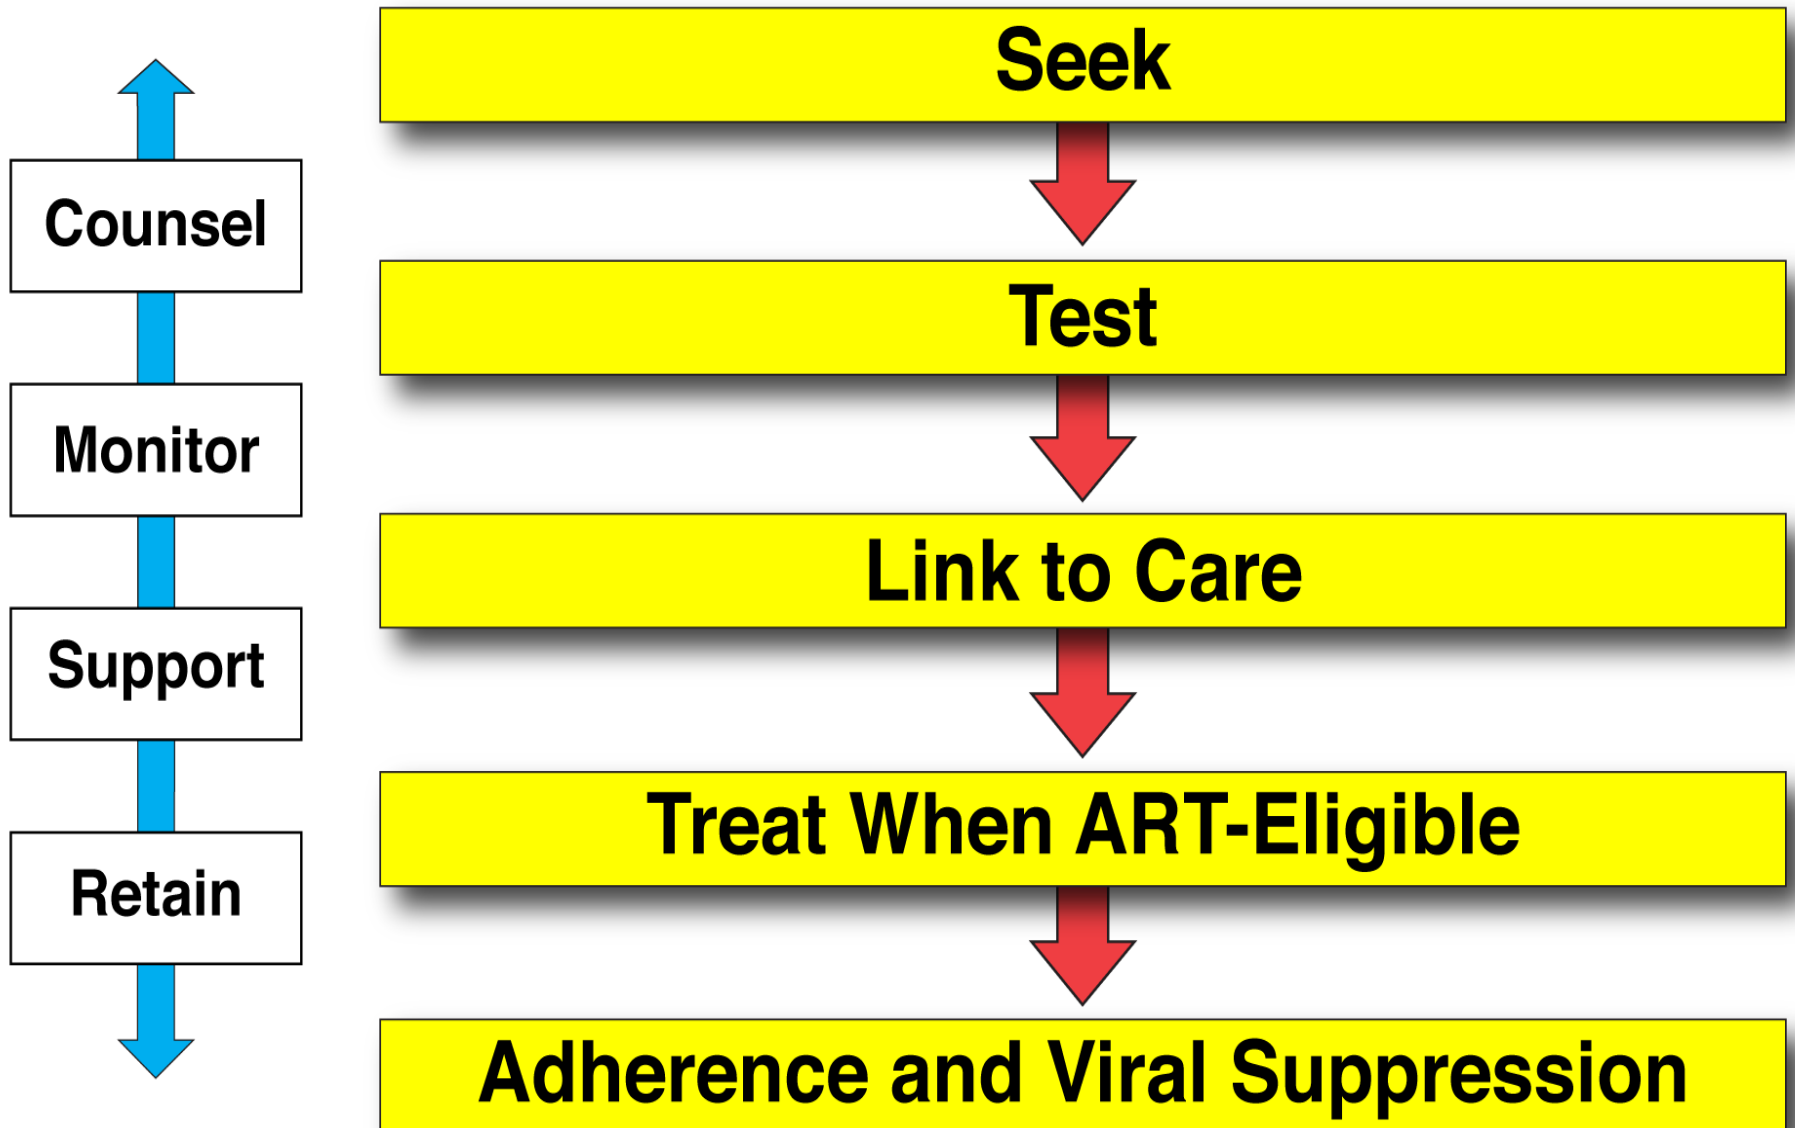 Seek
Counsel
Test
Monitor
Link to Care
Support
Treat When ART-Eligible
Retain
Adherence and Viral Suppression